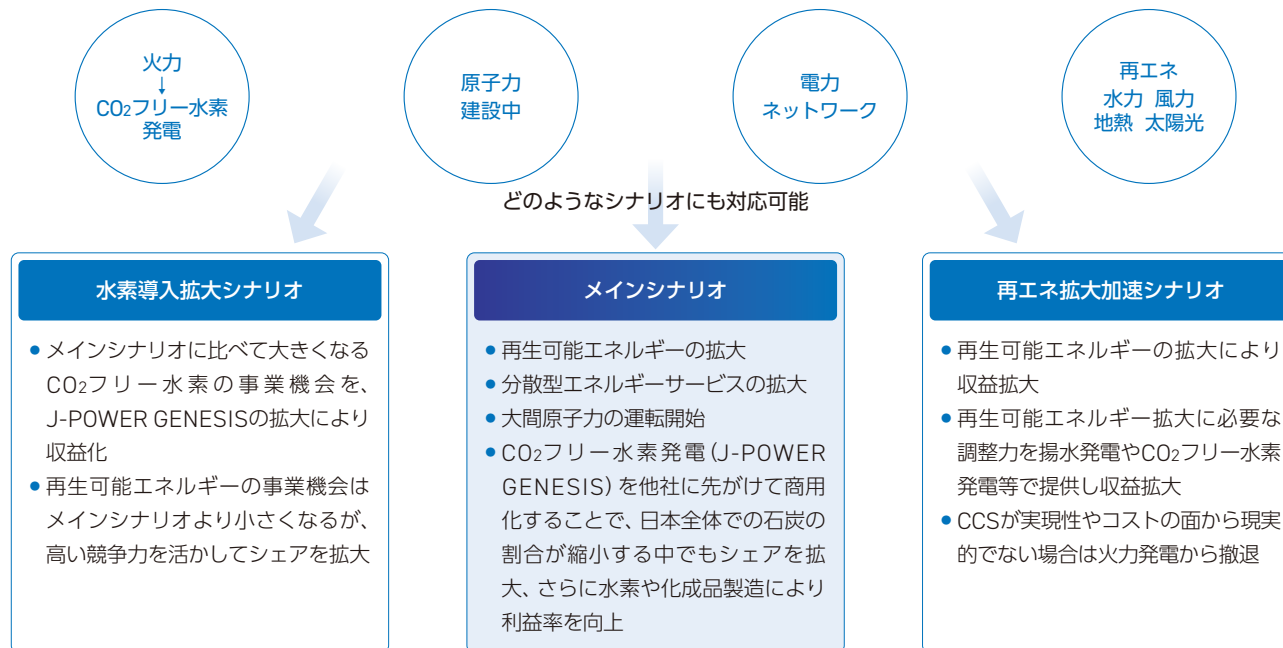 火力
↓
CO2フリー水素
発電
原子力
建設中
電力
ネットワーク
再エネ
水力 風力
地熱 太陽光
どのようなシナリオにも対応可能
水素導入拡大シナリオ
● メインシナリオに比べて大きくなる
CO2フリー水素の事業機会を、
J-POWER GENESISの拡大により
収益化
● 再生可能エネルギーの事業機会は
メインシナリオより小さくなるが、
高い競争力を活かしてシェアを拡大
メインシナリオ
● 再生可能エネルギーの拡大
● 分散型エネルギーサービスの拡大
● 大間原子力の運転開始
● CO2フリー水素発電(J-POWER
GENESIS)を他社に先がけて商用
化することで、日本全体での石炭の
割合が縮小する中でもシェアを拡
大、さらに水素や化成品製造により
利益率を向上
再エネ拡大加速シナリオ
● 再生可能エネルギーの拡大により
収益拡大
● 再生可能エネルギー拡大に必要な
調整力を揚水発電やCO2フリー水素
発電等で提供し収益拡大
● CCSが実現性やコストの面から現実
的でない場合は火力発電から撤退